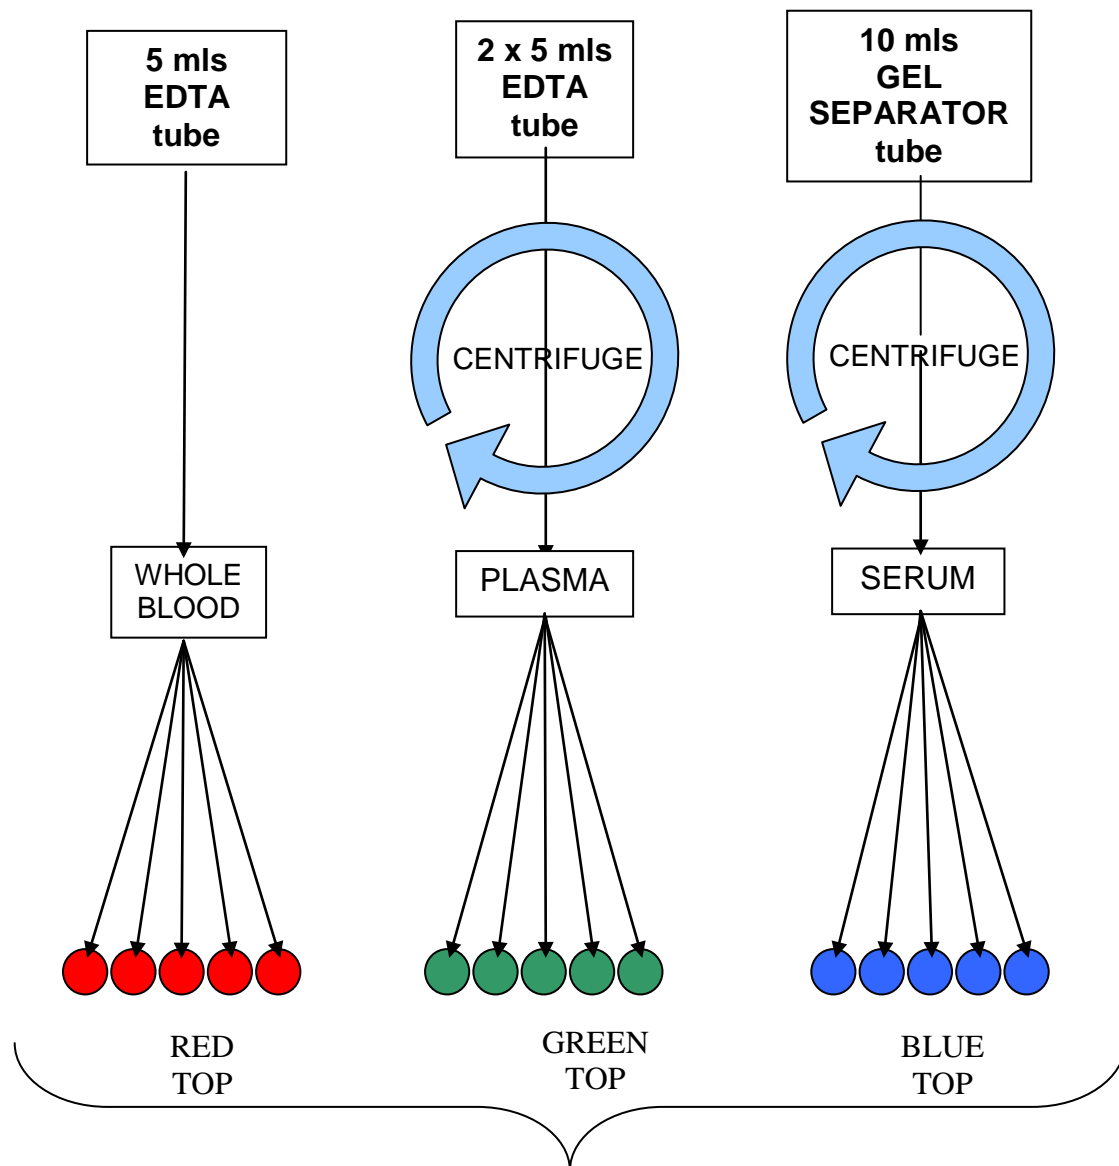 5 mls
EDTA
tube
2 x 5 mls
EDTA
tube
10 mls
GEL
SEPARATOR
tube
CENTRIFUGE
CENTRIFUGE
WHOLE
BLOOD
PLASMA
SERUM
RED
TOP
GREEN
TOP
BLUE
TOP